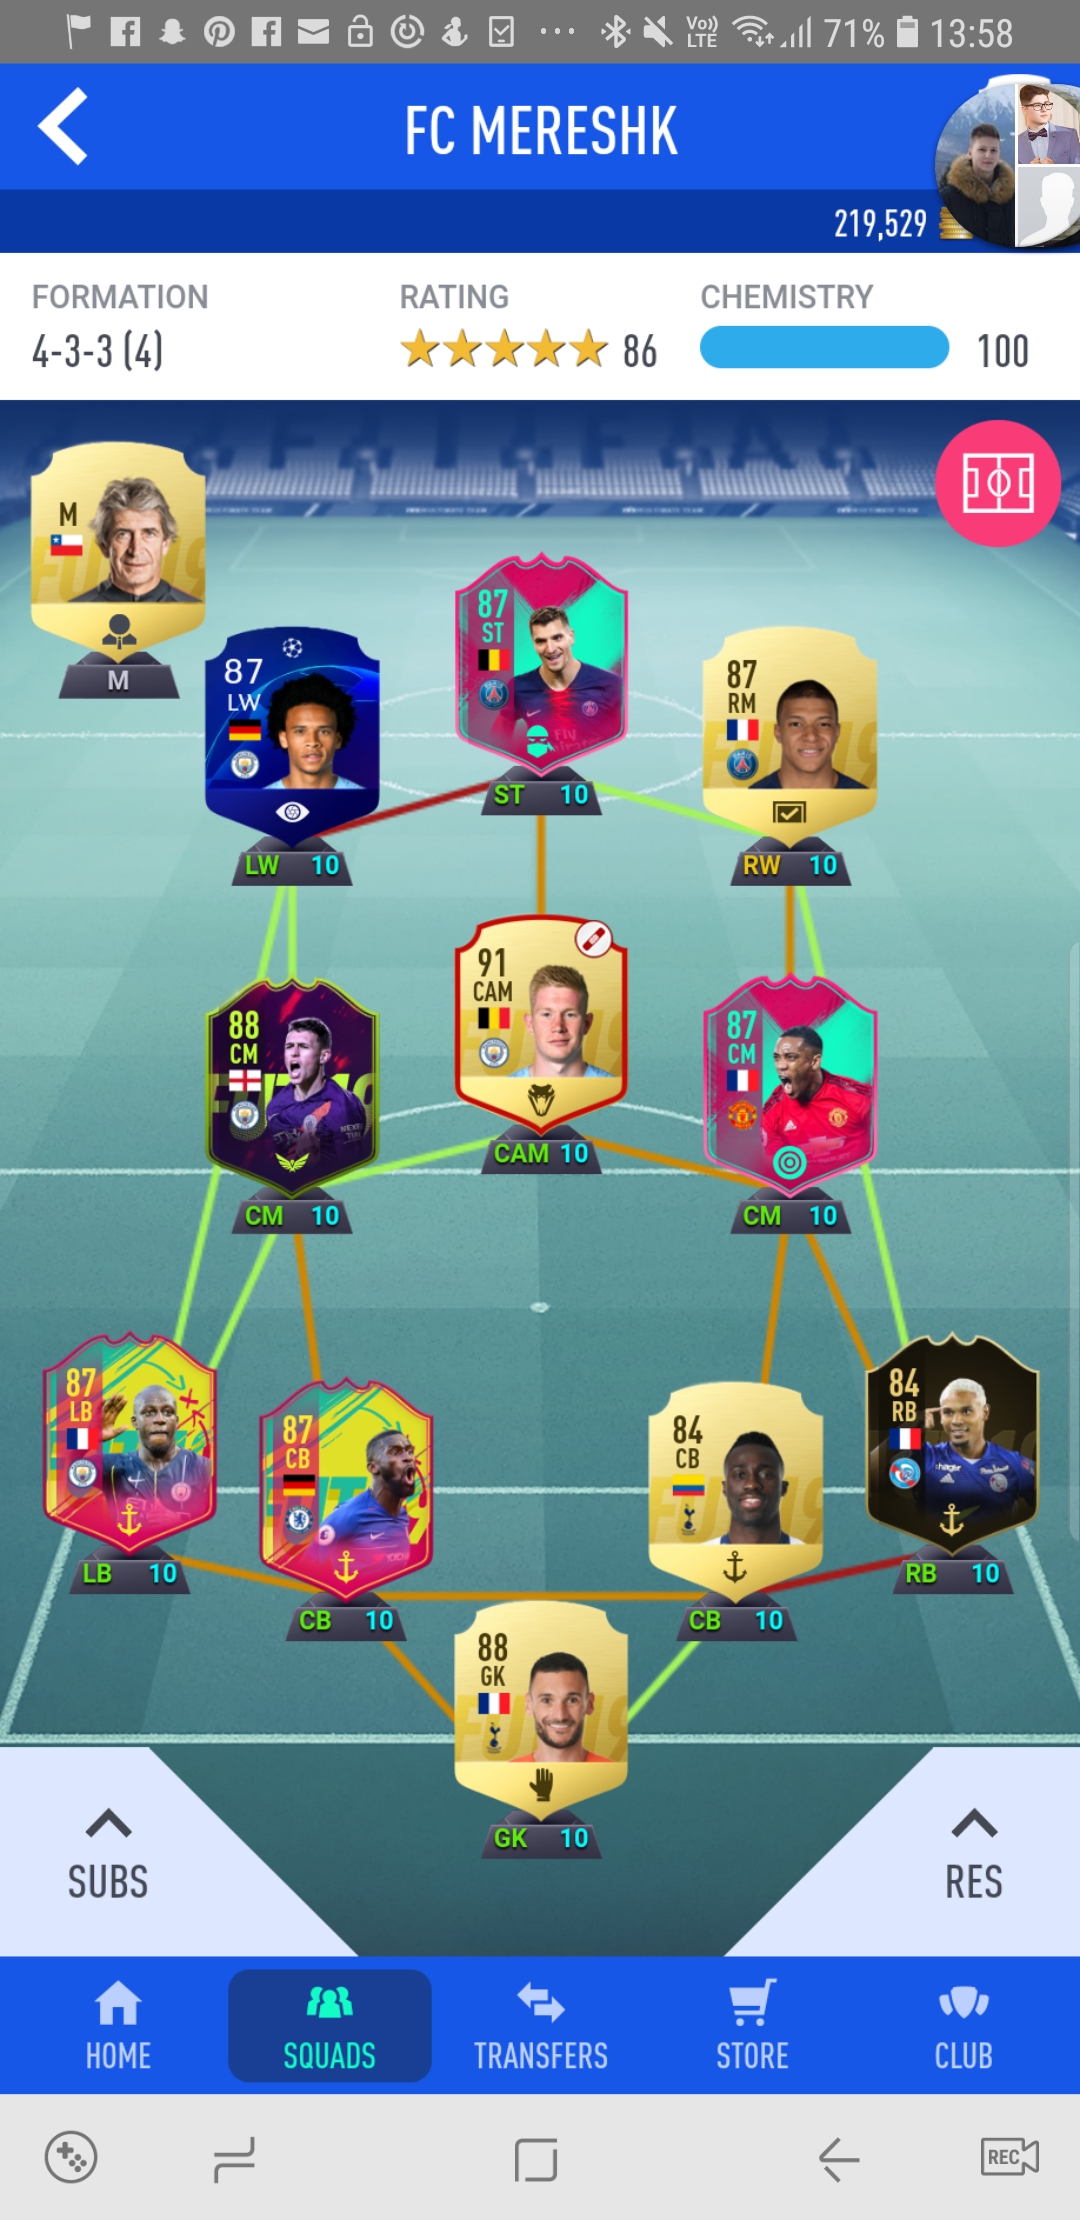 Vo))
LTE
71%
13:58
FC MERESHK
219,529
FORMATION
RATING
CHEMISTRY
4-3-3 (4)
86
100
M
M
87
ST
87
LW
87
RM
ST 10
LW 10
RW 10
91
CAM
88
CM
87
CM
CAM 10
CM 10
CM 10
87
LB
84
RB
87
CB
84
CB
LB 10
RB 10
CB 10
CB 10
88
GK
GK 10
SUBS
RES
HOME
SQUADS
TRANSFERS
STORE
CLUB
REC